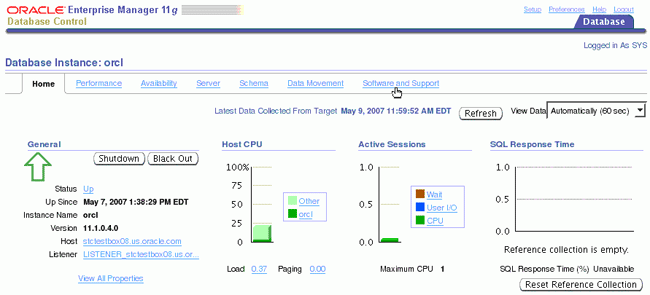 ORACLE Enterprise Manager 11g
Database Control
Setup Preferences Help Logout
Database
Logged in As SYS
Database Instance: orcl
Home Performance Availability Server Schema Data Movement Software and Support
Latest Data Collected From Target May 9, 2007 11:59:52 AM EDT Refresh View Data Automatically (60 sec)
General
Shutdown Black Out
Status Up
Up Since May 7, 2007 1:38:29 PM EDT
Instance Name orcl
Version 11.1.0.4.0
Host stctestbox08.us.oracle.com
Listener LISTENER_stctestbox08.us.or...
View All Properties
Host CPU
100%
75
50
25
0
Other
orcl
Load 0.37 Paging 0.00
Active Sessions
1.0
0.5
0.0
Wait
User I/O
CPU
Maximum CPU 1
SQL Response Time
1.0
0.5
0.0
Reference collection is empty.
SQL Response Time (%) Unavailable
Reset Reference Collection